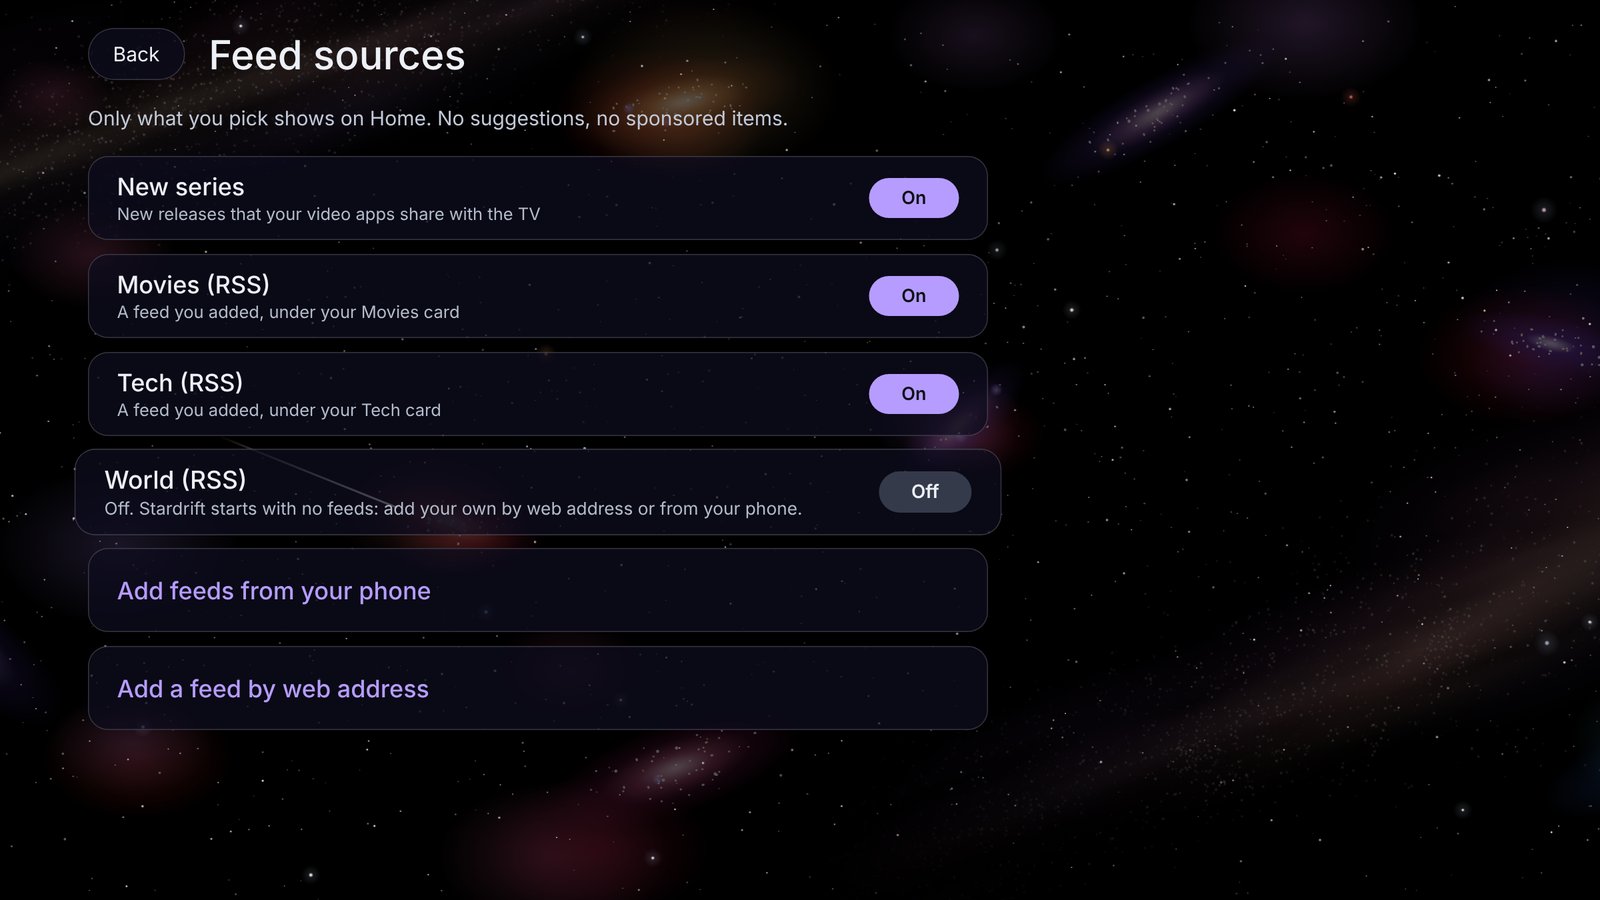 Back
Feed sources
Only what you pick shows on Home. No suggestions, no sponsored items.
New series
New releases that your video apps share with the TV
On
Movies (RSS)
A feed you added, under your Movies card
On
Tech (RSS)
A feed you added, under your Tech card
On
World (RSS)
Off. Stardrift starts with no feeds: add your own by web address or from your phone.
Off
Add feeds from your phone
Add a feed by web address